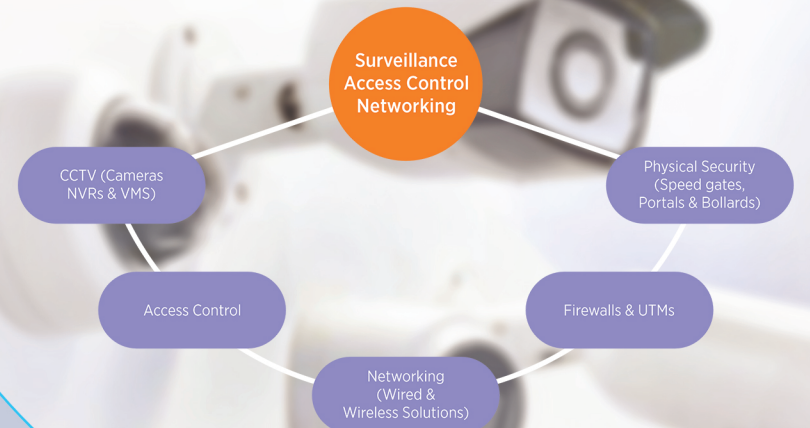 Surveillance
Access Control
Networking
CCTV (Cameras
NVRs & VMS)
Physical Security
(Speed gates,
Portals & Bollards)
Access Control
Firewalls & UTMs
Networking
(Wired &
Wireless Solutions)